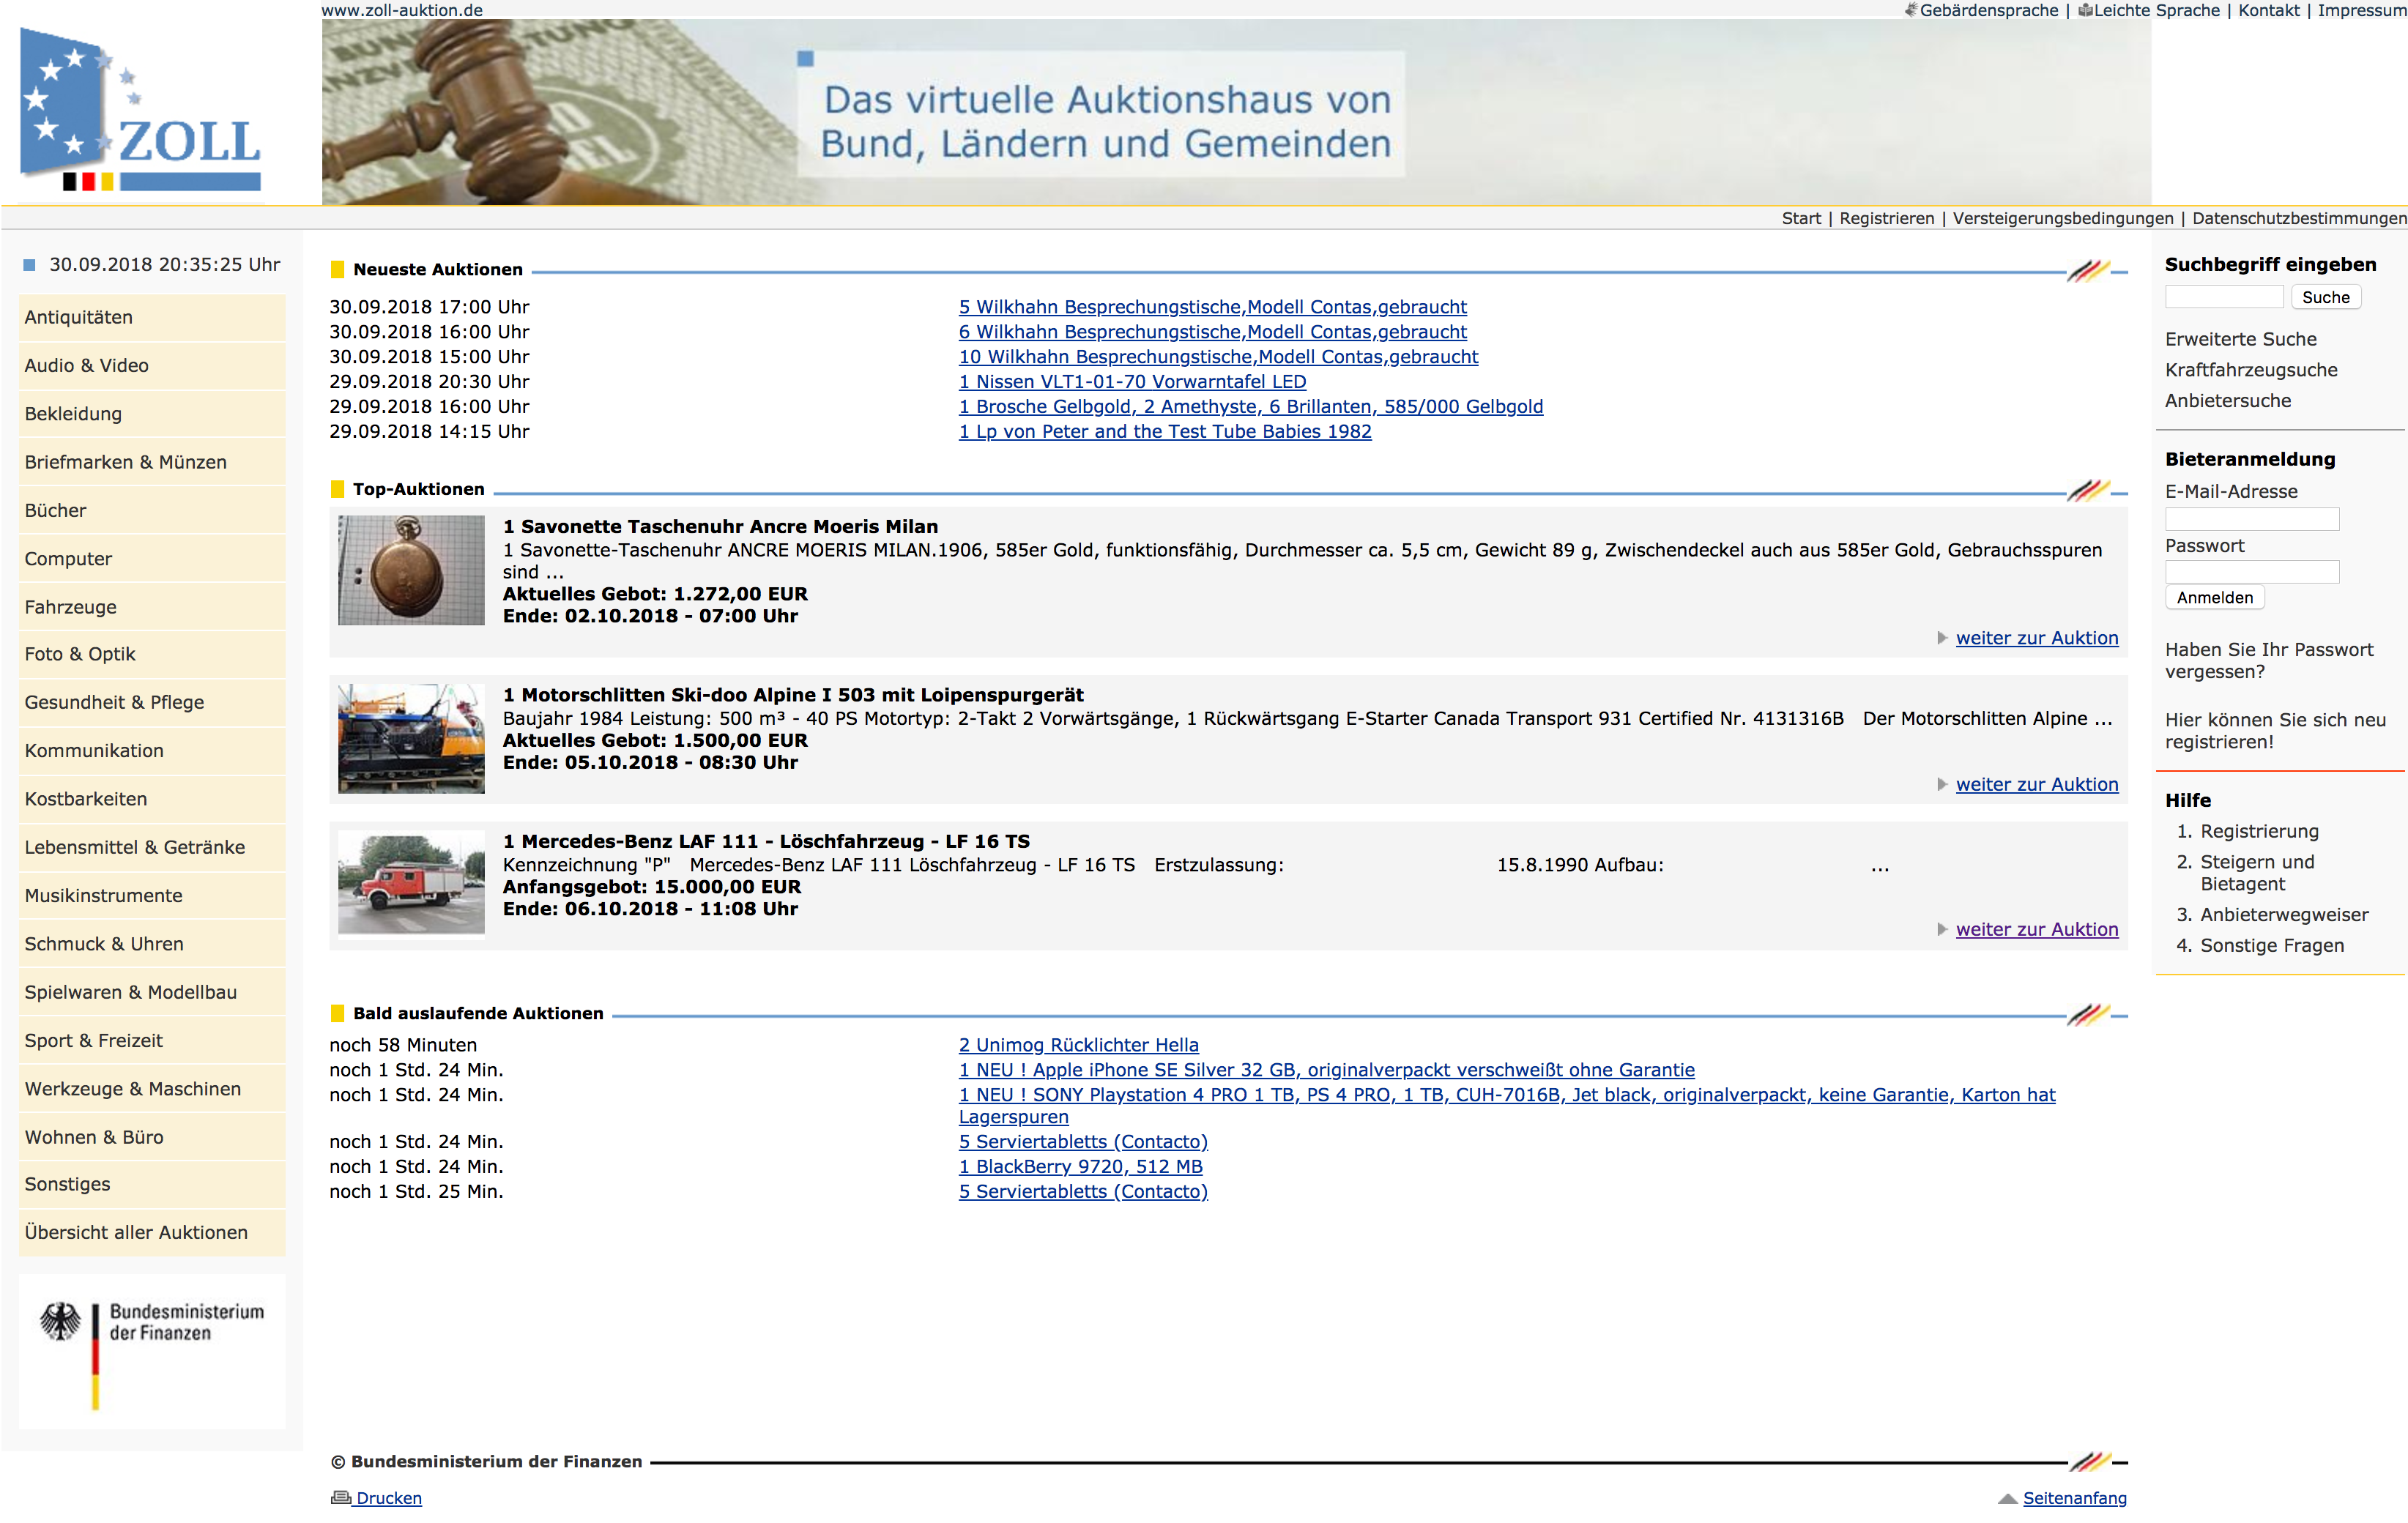 www.zoll-auktion.de
Gebärdensprache | Leichte Sprache | Kontakt | Impressum
ZOLL
Das virtuelle Auktionshaus von
Bund, Ländern und Gemeinden
Start | Registrieren | Versteigerungsbedingungen | Datenschutzbestimmungen
30.09.2018 20:35:25 Uhr
Antiquitäten
Audio & Video
Bekleidung
Briefmarken & Münzen
Bücher
Computer
Fahrzeuge
Foto & Optik
Gesundheit & Pflege
Kommunikation
Kostbarkeiten
Lebensmittel & Getränke
Musikinstrumente
Schmuck & Uhren
Spielwaren & Modellbau
Sport & Freizeit
Werkzeuge & Maschinen
Wohnen & Büro
Sonstiges
Übersicht aller Auktionen
Bundesministerium
der Finanzen
Neueste Auktionen
30.09.2018 17:00 Uhr 5 Wilkhahn Besprechungstische,Modell Contas,gebraucht
30.09.2018 16:00 Uhr 6 Wilkhahn Besprechungstische,Modell Contas,gebraucht
30.09.2018 15:00 Uhr 10 Wilkhahn Besprechungstische,Modell Contas,gebraucht
29.09.2018 20:30 Uhr 1 Nissen VLT1-01-70 Vorwarntafel LED
29.09.2018 16:00 Uhr 1 Brosche Gelbgold, 2 Amethyste, 6 Brillanten, 585/000 Gelbgold
29.09.2018 14:15 Uhr 1 Lp von Peter and the Test Tube Babies 1982
Top-Auktionen
1 Savonette Taschenuhr Ancre Moeris Milan
1 Savonette-Taschenuhr ANCRE MOERIS MILAN.1906, 585er Gold, funktionsfähig, Durchmesser ca. 5,5 cm, Gewicht 89 g, Zwischendeckel auch aus 585er Gold, Gebrauchsspuren
sind ...
Aktuelles Gebot: 1.272,00 EUR
Ende: 02.10.2018 - 07:00 Uhr
weiter zur Auktion
1 Motorschlitten Ski-doo Alpine I 503 mit Loipenspurgerät
Baujahr 1984 Leistung: 500 m³ - 40 PS Motortyp: 2-Takt 2 Vorwärtsgänge, 1 Rückwärtsgang E-Starter Canada Transport 931 Certified Nr. 4131316B Der Motorschlitten Alpine ...
Aktuelles Gebot: 1.500,00 EUR
Ende: 05.10.2018 - 08:30 Uhr
weiter zur Auktion
1 Mercedes-Benz LAF 111 - Löschfahrzeug - LF 16 TS
Kennzeichnung "P" Mercedes-Benz LAF 111 Löschfahrzeug - LF 16 TS Erstzulassung: 15.8.1990 Aufbau: ...
Anfangsgebot: 15.000,00 EUR
Ende: 06.10.2018 - 11:08 Uhr
weiter zur Auktion
Bald auslaufende Auktionen
noch 58 Minuten 2 Unimog Rücklichter Hella
noch 1 Std. 24 Min. 1 NEU ! Apple iPhone SE Silver 32 GB, originalverpackt verschweißt ohne Garantie
noch 1 Std. 24 Min. 1 NEU ! SONY Playstation 4 PRO 1 TB, PS 4 PRO, 1 TB, CUH-7016B, Jet black, originalverpackt, keine Garantie, Karton hat
Lagerspuren
noch 1 Std. 24 Min. 5 Serviertabletts (Contacto)
noch 1 Std. 24 Min. 1 BlackBerry 9720, 512 MB
noch 1 Std. 25 Min. 5 Serviertabletts (Contacto)
Suchbegriff eingeben
Suche
Erweiterte Suche
Kraftfahrzeugsuche
Anbietersuche
Bieteranmeldung
E-Mail-Adresse
Passwort
Anmelden
Haben Sie Ihr Passwort
vergessen?
Hier können Sie sich neu
registrieren!
Hilfe
1. Registrierung
2. Steigern und
Bietagent
3. Anbieterwegweiser
4. Sonstige Fragen
© Bundesministerium der Finanzen
Drucken
Seitenanfang